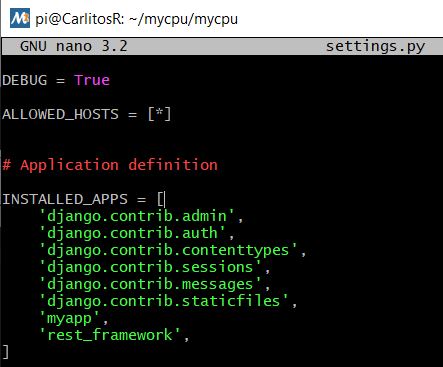 pi@CarlitosR: ~/mycpu/mycpu
GNU nano 3.2 settings.py
DEBUG = True
ALLOWED_HOSTS = [*]
# Application definition
INSTALLED_APPS = [
'django.contrib.admin',
'django.contrib.auth',
'django.contrib.contenttypes',
'django.contrib.sessions',
'django.contrib.messages',
'django.contrib.staticfiles',
'myapp',
'rest_framework',
]